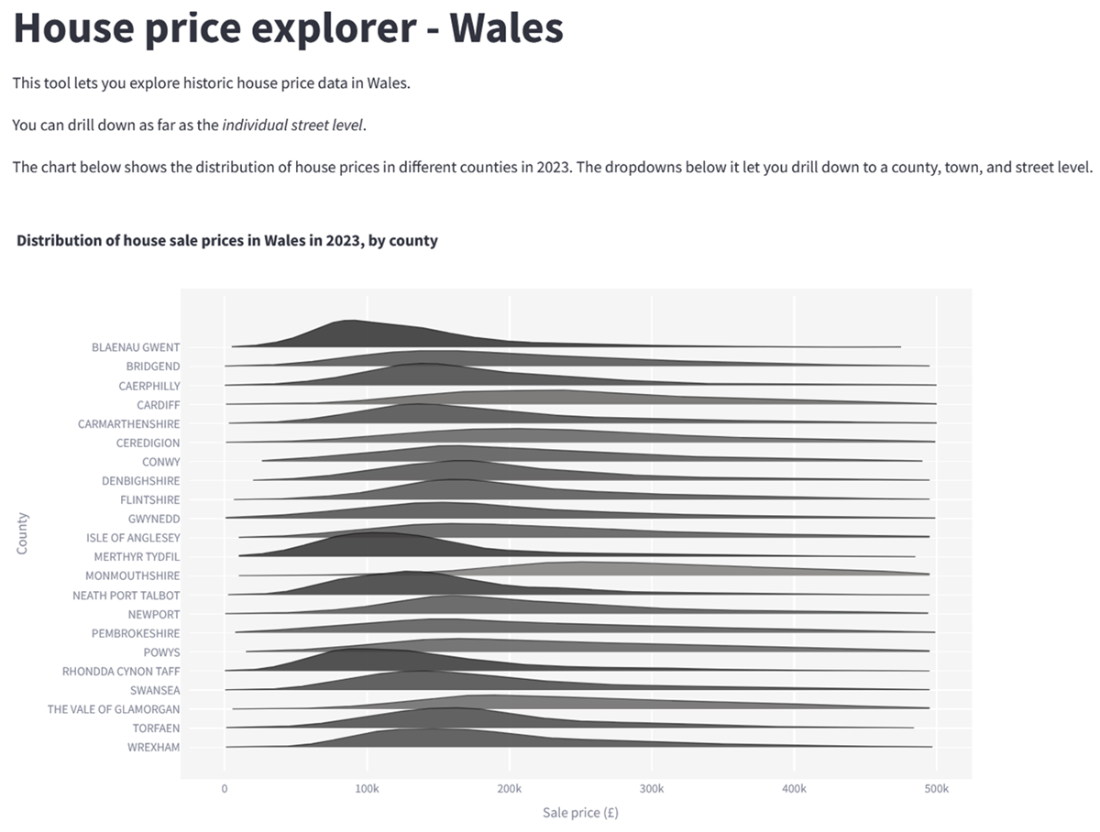 House price explorer - Wales
This tool lets you explore historic house price data in Wales.
You can drill down as far as the individual street level.
The chart below shows the distribution of house prices in different counties in 2023. The dropdowns below it let you drill down to a county, town, and street level.
Distribution of house sale prices in Wales in 2023, by county
County
BLAENAU GWENT
BRIDGEND
CAERPHILLY
CARDIFF
CARMARTHENSHIRE
CEREDIGION
CONWY
DENBIGHSHIRE
FLINTSHIRE
GWYNEDD
ISLE OF ANGLESEY
MERTHYR TYDFIL
MONMOUTHSHIRE
NEATH PORT TALBOT
NEWPORT
PEMBROKESHIRE
POWYS
RHONDDA CYNON TAFF
SWANSEA
THE VALE OF GLAMORGAN
TORFAEN
WREXHAM
0 100k 200k 300k 400k 500k
Sale price (£)